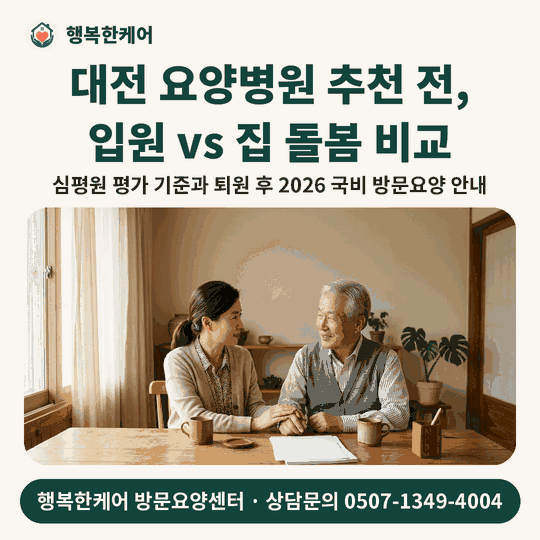 행복한케어
대전 요양병원 추천 전,
입원 vs 집 돌봄 비교
심평원 평가 기준과 퇴원 후 2026 국비 방문요양 안내
행복한케어 방문요양센터 · 상담문의 0507-1349-4004